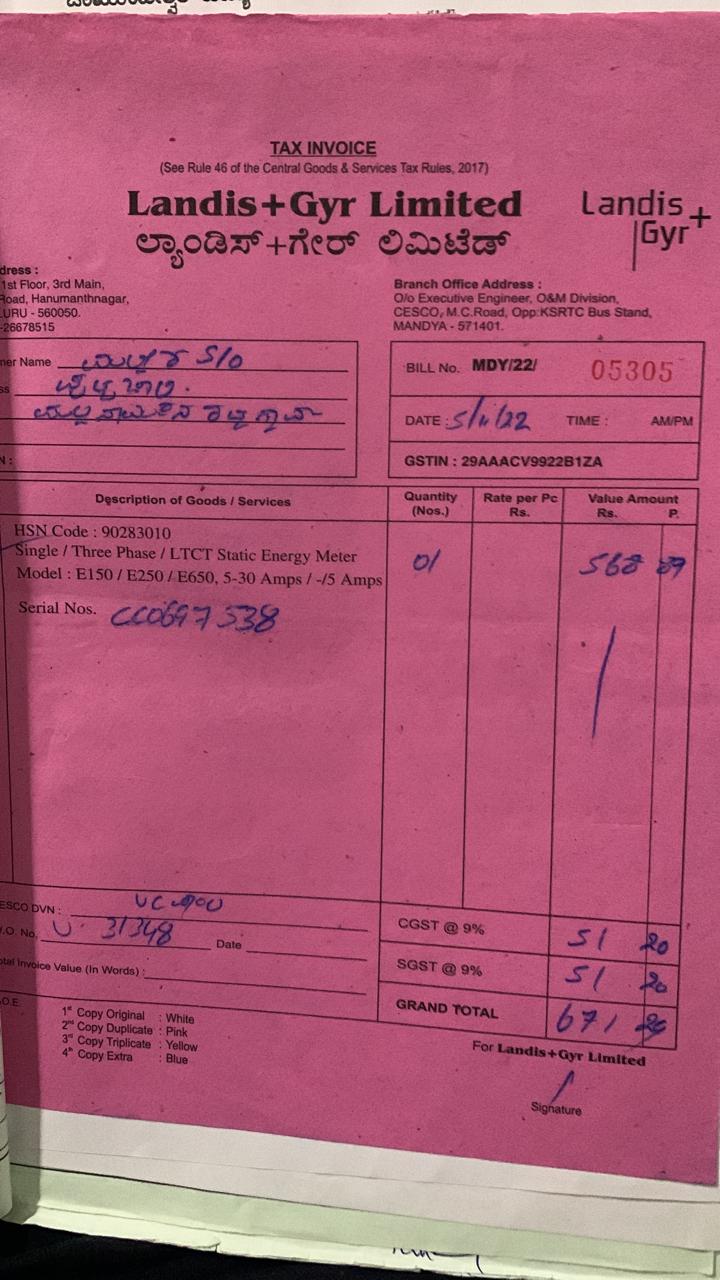 TAX INVOICE
(See Rule 46 of the Central Goods & Services Tax Rules, 2017)
Landis+Gyr Limited
ಲ್ಯಾಂಡಿಸ್+ಗೇರ್ ಲಿಮಿಟೆಡ್
Landis+
Gyr
dress :
1st Floor, 3rd Main,
Road, Hanumanthnagar,
URU - 560050.
-26678515
Branch Office Address :
O/o Executive Engineer, O&M Division,
CESCO, M.C.Road, Opp:KSRTC Bus Stand,
MANDYA - 571401.
ner Name S/O
ss
N :
BILL No. MDY/22/ 05305
DATE : 5/11/22 TIME : AM/PM
GSTIN : 29AAACV9922B1ZA
Description of Goods / Services
Quantity (Nos.)
Rate per Pc Rs.
Value Amount Rs. P.
HSN Code : 90283010
Single / Three Phase / LTCT Static Energy Meter
Model : E150 / E250 / E650, 5-30 Amps / -/5 Amps
01 568 89
Serial Nos. CC0697538
ESCO DVN :
.O. No. 31348 Date
otal Invoice Value (In Words) :
CGST @ 9% 51 20
SGST @ 9% 51 20
GRAND TOTAL 671
.O.E.
1st Copy Original : White
2nd Copy Duplicate : Pink
3rd Copy Triplicate : Yellow
4th Copy Extra : Blue
For Landis+Gyr Limited
Signature